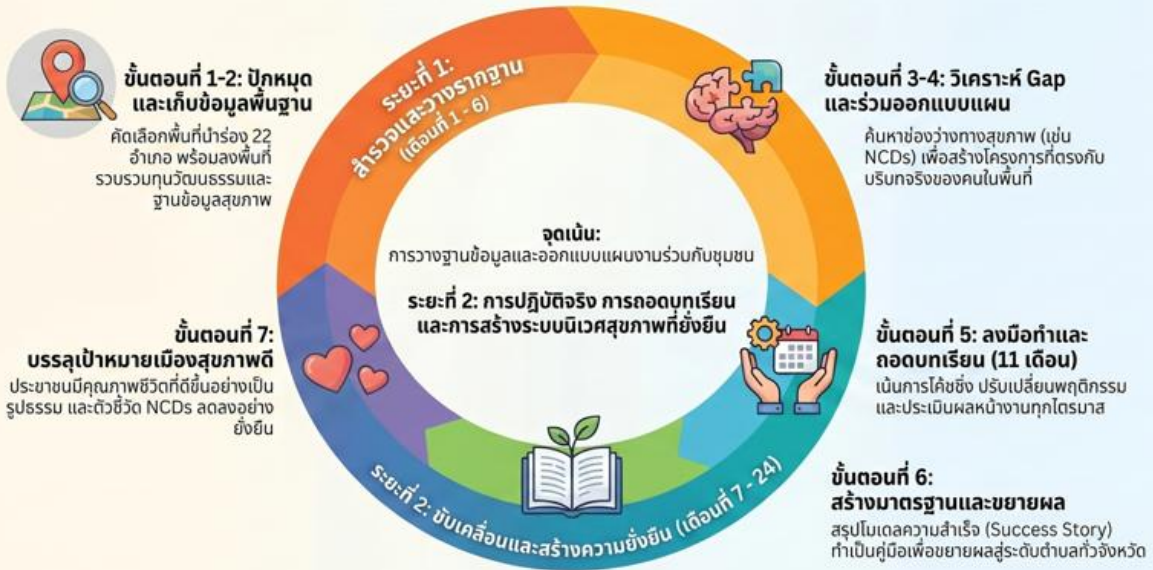 ขั้นตอนที่ 1-2: ปักหมุด
และเก็บข้อมูลพื้นฐาน
คัดเลือกพื้นที่นำร่อง 22
อำเภอ พร้อมลงพื้นที่
รวบรวมทุนวัฒนธรรมและ
ฐานข้อมูลสุขภาพ
ระยะที่ 1:
สำรวจและวางรากฐาน
(เดือนที่ 1 - 6)
ขั้นตอนที่ 3-4: วิเคราะห์ Gap
และร่วมออกแบบแผน
ค้นหาช่องว่างทางสุขภาพ (เช่น
NCDs) เพื่อสร้างโครงการที่ตรงกับ
บริบทจริงของคนในพื้นที่
จุดเน้น:
การวางฐานข้อมูลและออกแบบแผนงานร่วมกับชุมชน
ระยะที่ 2: การปฏิบัติจริง การถอดบทเรียน
และการสร้างระบบนิเวศสุขภาพที่ยั่งยืน
ขั้นตอนที่ 5: ลงมือทำและ
ถอดบทเรียน (11 เดือน)
เน้นการโค้ชชิ่ง ปรับเปลี่ยนพฤติกรรม
และประเมินผลหน้างานทุกไตรมาส
ขั้นตอนที่ 6:
สร้างมาตรฐานและขยายผล
สรุปโมเดลความสำเร็จ (Success Story)
ทำเป็นคู่มือเพื่อขยายผลสู่ระดับตำบลทั่วจังหวัด
ขั้นตอนที่ 7:
บรรลุเป้าหมายเมืองสุขภาพดี
ประชาชนมีคุณภาพชีวิตที่ดีขึ้นอย่างเป็น
รูปธรรม และตัวชี้วัด NCDs ลดลงอย่าง
ยั่งยืน
ระยะที่ 2: ขับเคลื่อนและสร้างความยั่งยืน (เดือนที่ 7 - 24)